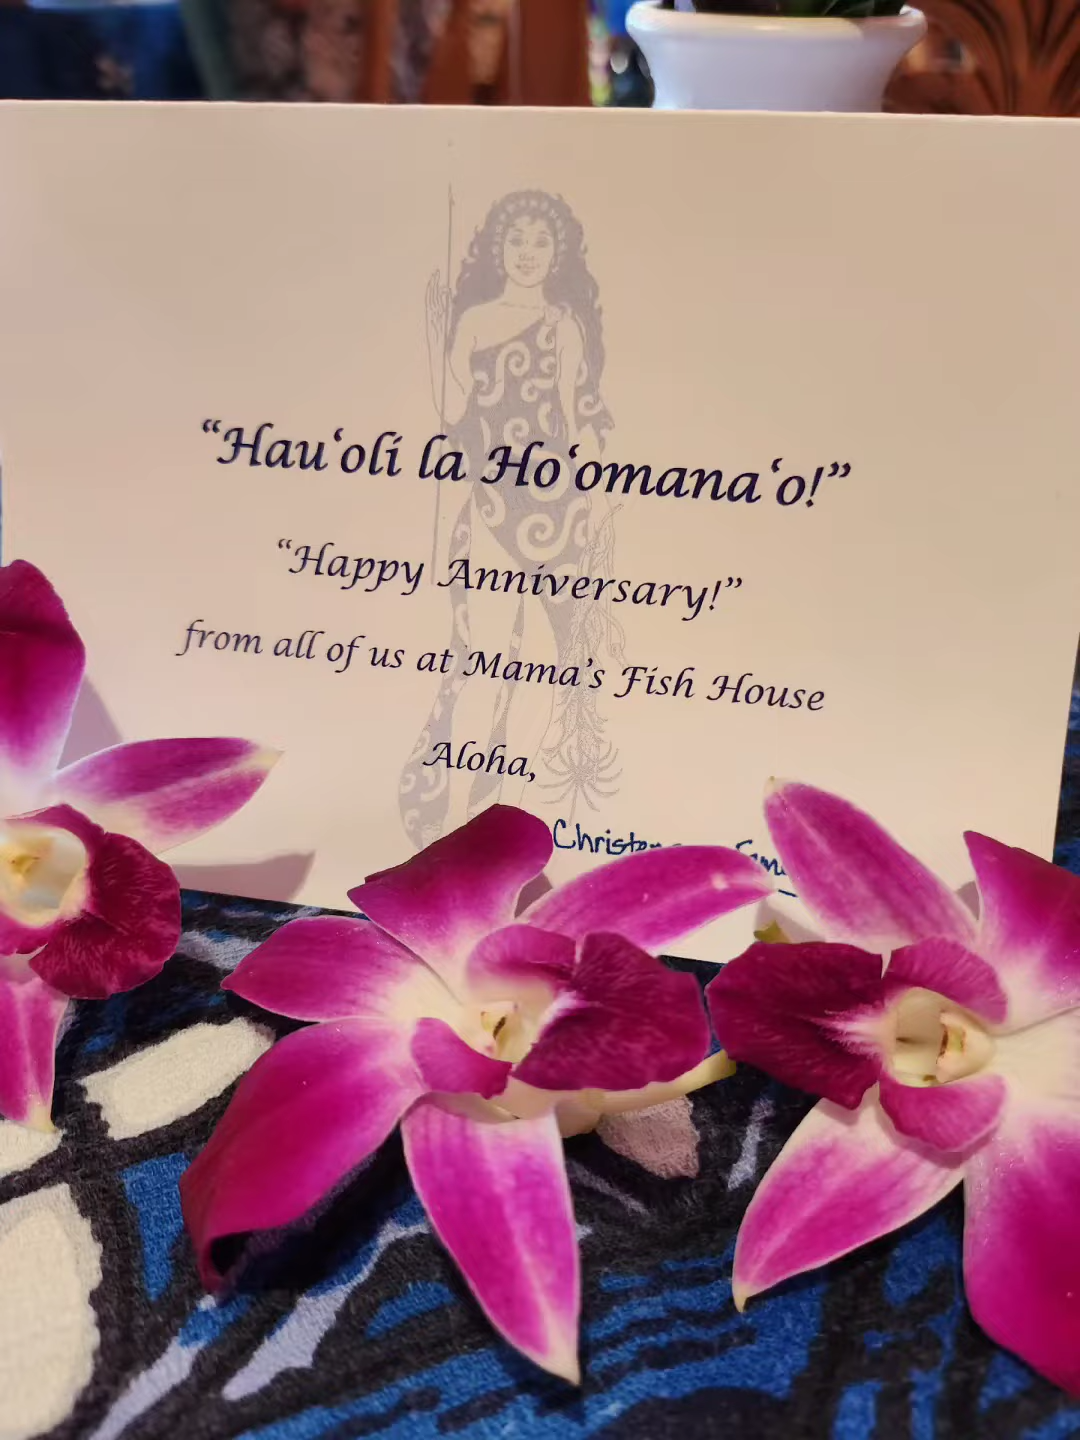 “Hauʻoli la Hoʻomanaʻo!”
“Happy Anniversary!”
from all of us at Mama’s Fish House
Aloha,